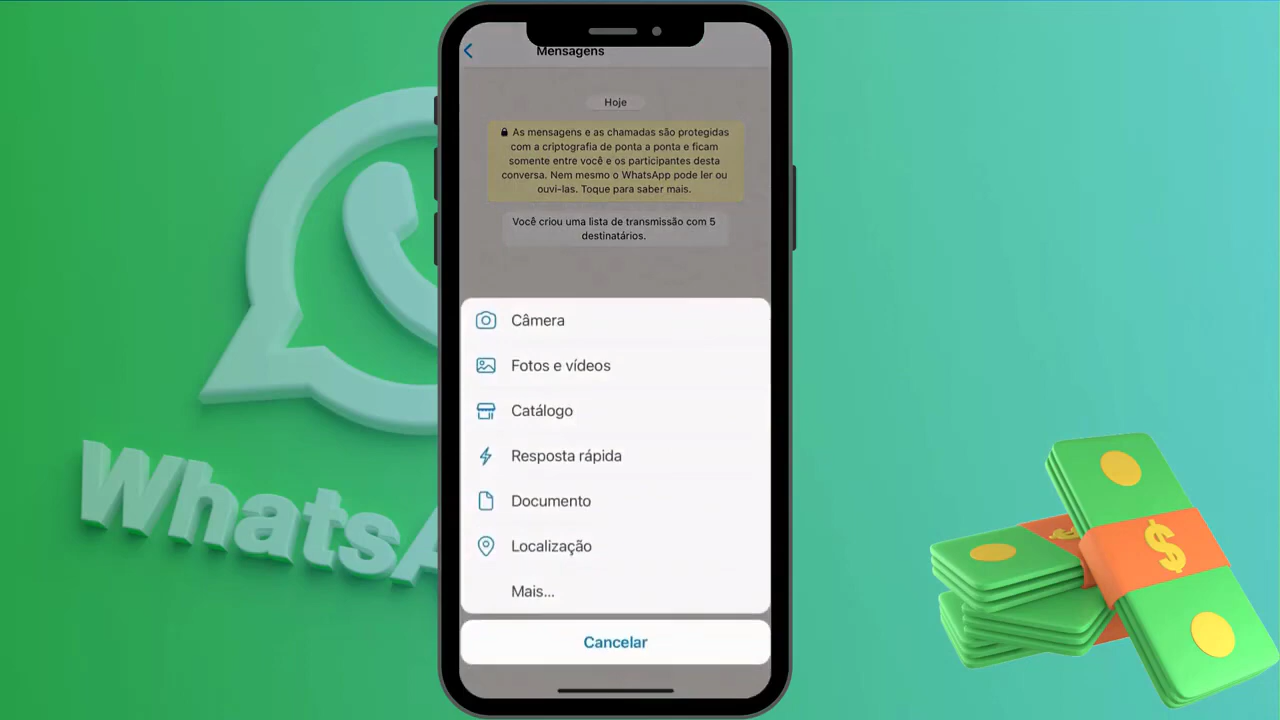 Mensagens
Hoje
As mensagens e as chamadas são protegidas
com a criptografia de ponta a ponta e ficam
somente entre você e os participantes desta
conversa. Nem mesmo o WhatsApp pode ler ou
ouvi-las. Toque para saber mais.
Você criou uma lista de transmissão com 5
destinatários.
Câmera
Fotos e vídeos
Catálogo
Resposta rápida
Documento
Localização
Mais...
Cancelar
WhatsA
$
$